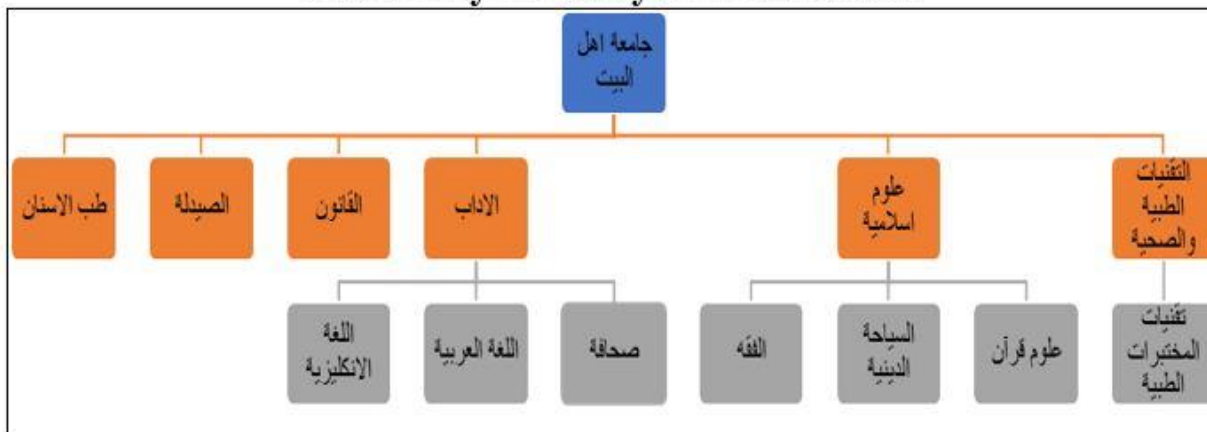 جامعة اهل
البيت
التقنيات
الطبية
والصحية
علوم
اسلامية
الاداب
القانون
الصيدلة
طب الاسنان
تقنيات
المختبرات
الطبية
علوم قرآن
السياحة
الدينية
الفقه
صحافة
اللغة العربية
اللغة
الانكليزية